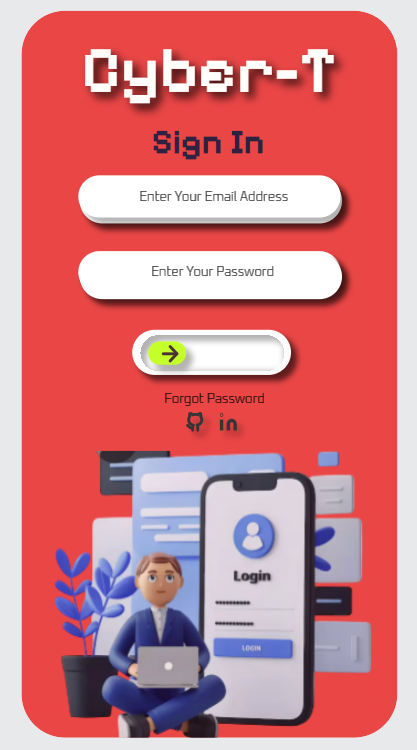 Cyber-T
Sign In
Enter Your Email Address
Enter Your Password
Forgot Password
in
Login
LOGIN